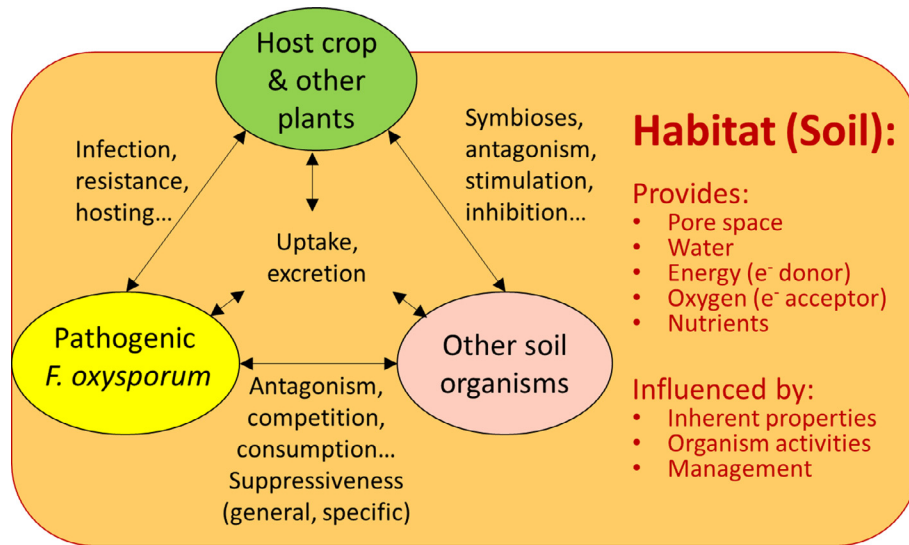 Host crop
& other
plants
Infection,
resistance,
hosting...
Symbioses,
antagonism,
stimulation,
inhibition...
Uptake,
excretion
Pathogenic
F. oxysporum
Other soil
organisms
Antagonism,
competition,
consumption...
Suppressiveness
(general, specific)
Habitat (Soil):
Provides:
• Pore space
• Water
• Energy (e⁻ donor)
• Oxygen (e⁻ acceptor)
• Nutrients
Influenced by:
• Inherent properties
• Organism activities
• Management